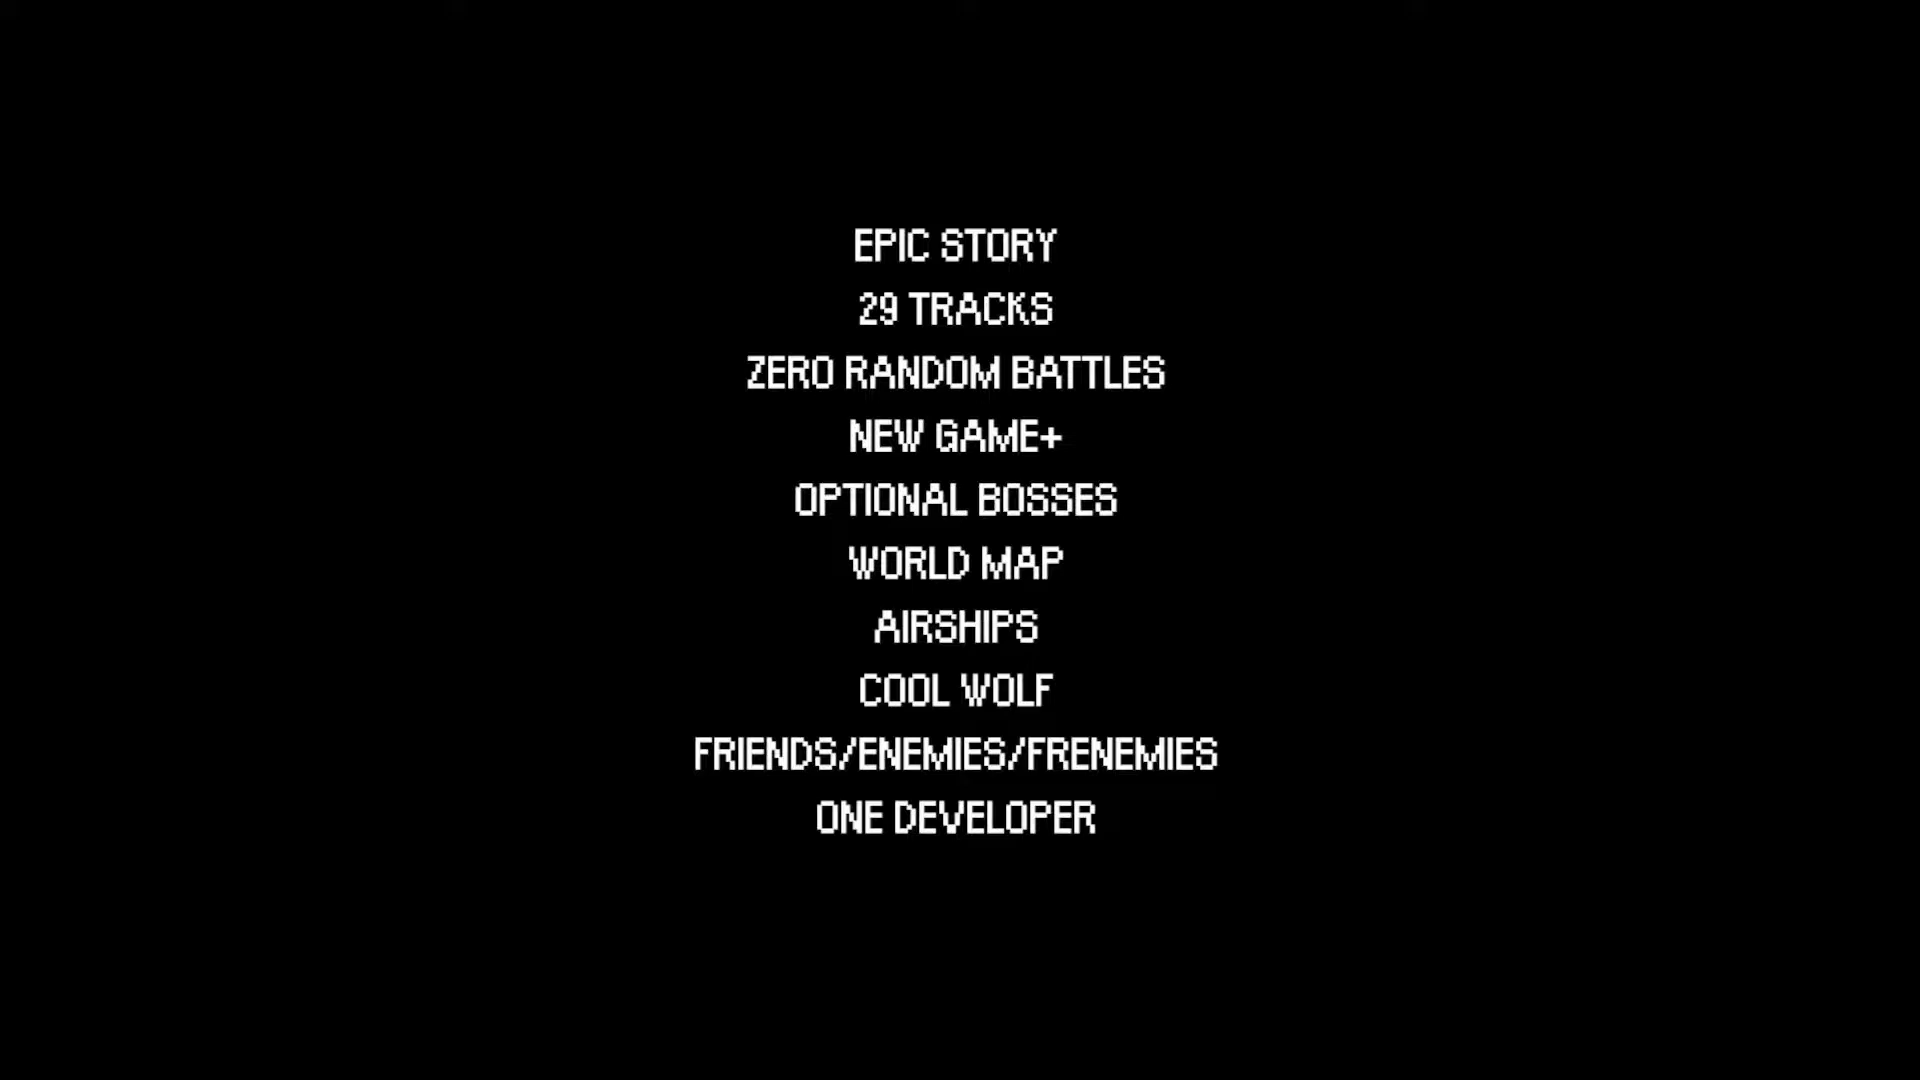 EPIC STORY
29 TRACKS
ZERO RANDOM BATTLES
NEW GAME+
OPTIONAL BOSSES
WORLD MAP
AIRSHIPS
COOL WOLF
FRIENDS/ENEMIES/FRENEMIES
ONE DEVELOPER